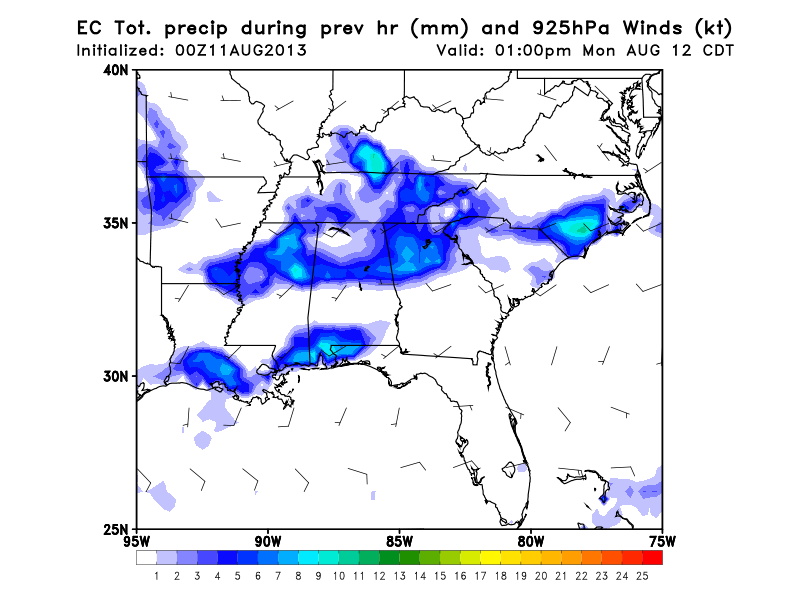 EC Tot. precip during prev hr (mm) and 925hPa Winds (kt)
Initialized: 00Z11AUG2013 Valid: 01:00pm Mon AUG 12 CDT
40N
35N
30N
25N
95W 90W 85W 80W 75W
1 2 3 4 5 6 7 8 9 10 11 12 13 14 15 16 17 18 19 20 21 22 23 24 25